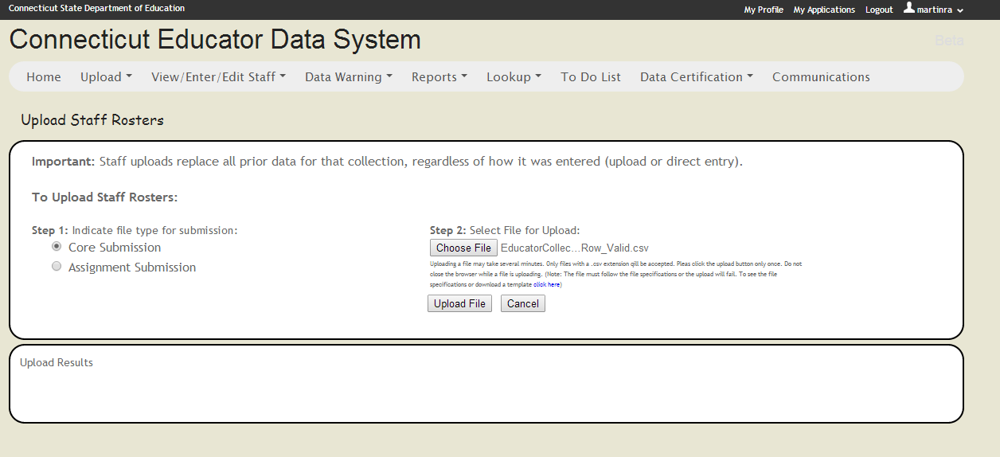 Connecticut State Department of Education
My Profile My Applications Logout martinra
Connecticut Educator Data System
Beta
Home Upload View/Enter/Edit Staff Data Warning Reports Lookup To Do List Data Certification Communications
Upload Staff Rosters
Important: Staff uploads replace all prior data for that collection, regardless of how it was entered (upload or direct entry).
To Upload Staff Rosters:
Step 1: Indicate file type for submission:
Core Submission
Assignment Submission
Step 2: Select File for Upload:
Choose File EducatorCollec...Row_Valid.csv
Uploading a file may take several minutes. Only files with a .csv extension qill be accepted. Pleas click the upload button only once. Do not
close the browser while a file is uploading. (Note: The file must follow the file specifications or the upload will fail. To see the file
specifications or download a template click here)
Upload File Cancel
Upload Results